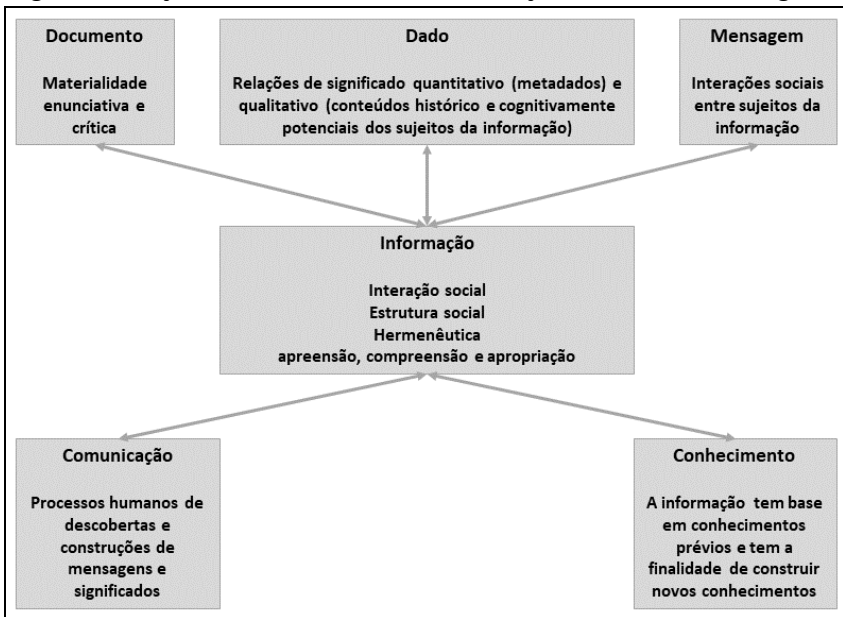 Documento
Materialidade
enunciativa e
crítica
Dado
Relações de significado quantitativo (metadados) e
qualitativo (conteúdos histórico e cognitivamente
potenciais dos sujeitos da informação)
Mensagem
Interações sociais
entre sujeitos da
informação
Informação
Interação social
Estrutura social
Hermenêutica
apreensão, compreensão e apropriação
Comunicação
Processos humanos de
descobertas e
construções de
mensagens e
significados
Conhecimento
A informação tem base
em conhecimentos
prévios e tem a
finalidade de construir
novos conhecimentos